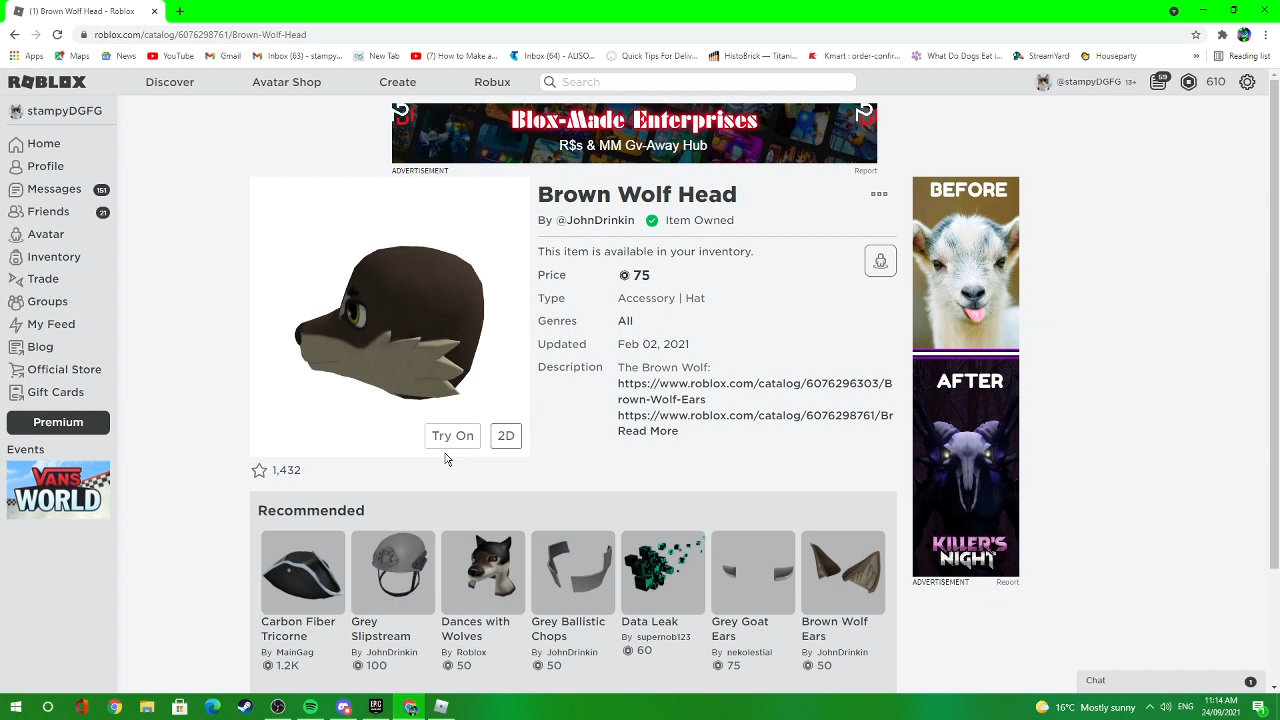 (1) Brown Wolf Head - Roblox
roblox.com/catalog/6076298761/Brown-Wolf-Head
Apps
Maps
News
YouTube
Gmail
Inbox (63) - stampy...
New Tab
(7) How to Make a...
Inbox (64) - ALISO...
Quick Tips For Deliv...
HistoBrick — Titani...
Kmart : order-confir...
What Do Dogs Eat i...
StreamYard
Houseparty
»
Reading list
ROBLOX
Discover
Avatar Shop
Create
Robux
Search
@stampyDGFG 13+
59
610
stampyDGFG
Home
Profile
Messages 151
Friends 21
Avatar
Inventory
Trade
Groups
My Feed
Blog
Official Store
Gift Cards
Premium
Events
VANS
WORLD
Blox-Made Enterprises
R$s & MM Gv-Away Hub
ADVERTISEMENT
Report
Try On
2D
1,432
Brown Wolf Head
By @JohnDrinkin Item Owned
This item is available in your inventory.
Price 75
Type Accessory | Hat
Genres All
Updated Feb 02, 2021
Description The Brown Wolf:
https://www.roblox.com/catalog/6076296303/B
rown-Wolf-Ears
https://www.roblox.com/catalog/6076298761/Br
Read More
BEFORE
AFTER
KILLER'S
NIGHT
ADVERTISEMENT
Report
Recommended
Carbon Fiber
Tricorne
By MainGag
1.2K
Grey
Slipstream
By JohnDrinkin
100
Dances with
Wolves
By Roblox
50
Grey Ballistic
Chops
By JohnDrinkin
50
Data Leak
By supernob123
60
Grey Goat
Ears
By nekolestial
75
Brown Wolf
Ears
By JohnDrinkin
50
Chat
1
16°C Mostly sunny
ENG
11:14 AM
24/09/2021